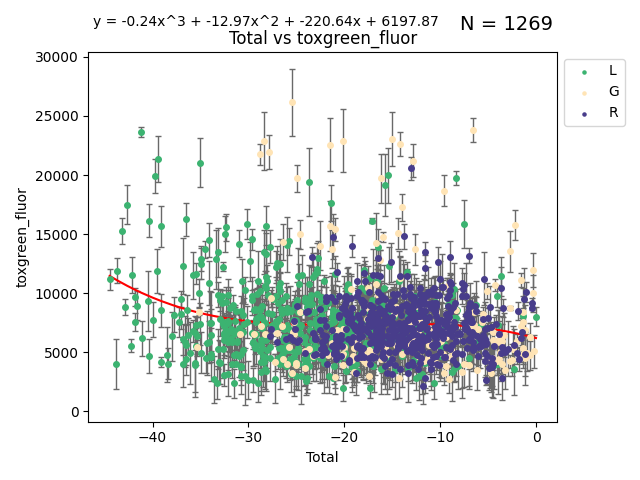 y = -0.24x^3 + -12.97x^2 + -220.64x + 6197.87
N = 1269
Total vs toxgreen_fluor
30000
25000
20000
15000
10000
5000
0
toxgreen_fluor
−40
−30
−20
−10
0
Total
L
G
R